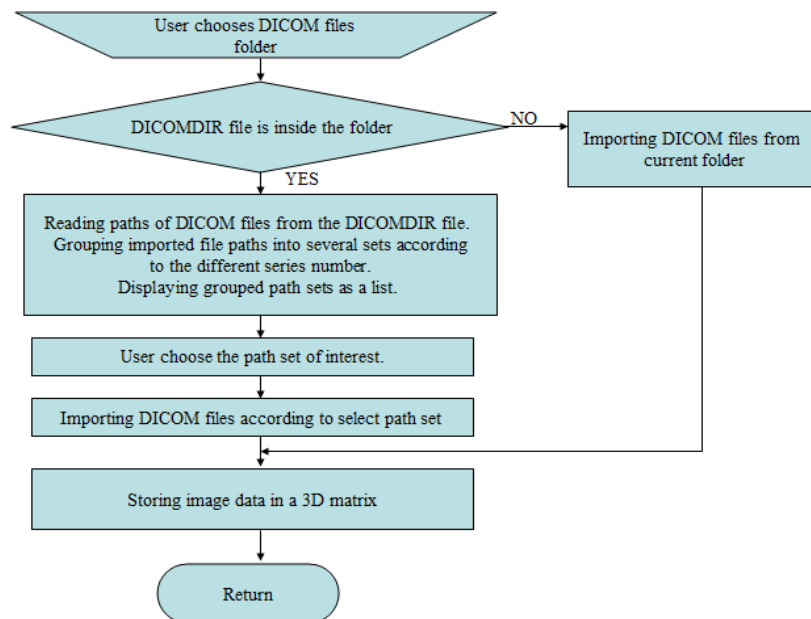 User chooses DICOM files
folder
DICOMDIR file is inside the folder
NO
Importing DICOM files from
current folder
YES
Reading paths of DICOM files from the DICOMDIR file.
Grouping imported file paths into several sets according
to the different series number.
Displaying grouped path sets as a list.
User choose the path set of interest.
Importing DICOM files according to select path set
Storing image data in a 3D matrix
Return